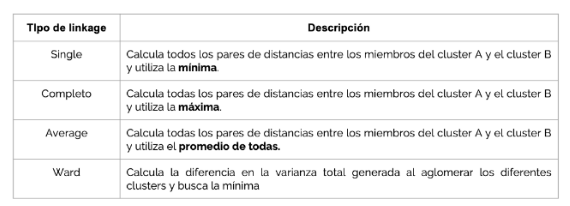 TIpo de linkage Descripción
Single Calcula todos los pares de distancias entre los miembros del cluster A y el cluster B
y utiliza la mínima.
Completo Calcula todas los pares de distancias entre los miembros del cluster A y el cluster B
y utiliza la máxima.
Average Calcula todas los pares de distancias entre los miembros del cluster A y el cluster B
y utiliza el promedio de todas.
Ward Calcula la diferencia en la varianza total generada al aglomerar los diferentes
clusters y busca la mínima